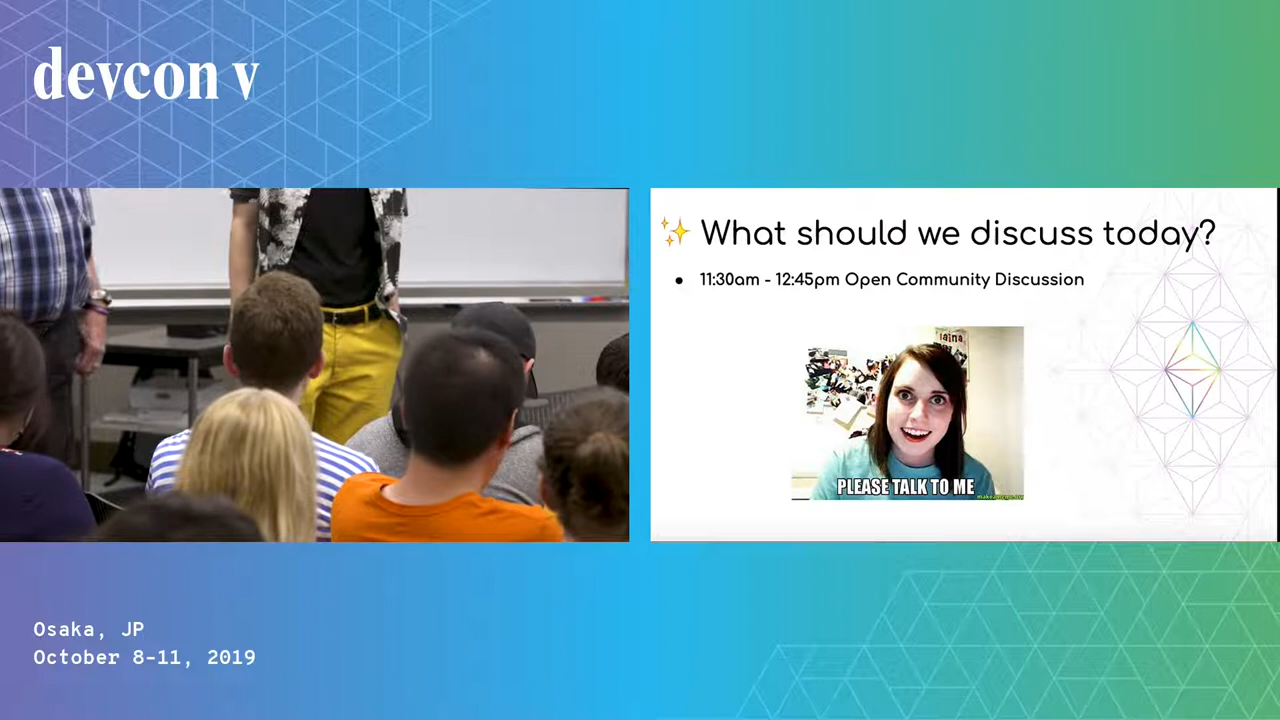 devcon v
✨ What should we discuss today?
• 11:30am - 12:45pm Open Community Discussion
PLEASE TALK TO ME
Osaka, JP
October 8-11, 2019